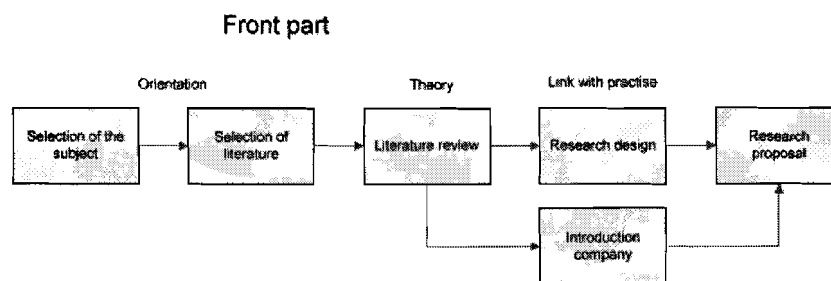 Front part
Orientation
Theory
Link with practise
Selection of the
subject
Selection of
literature
Literature review
Research design
Research
proposal
Introduction
company